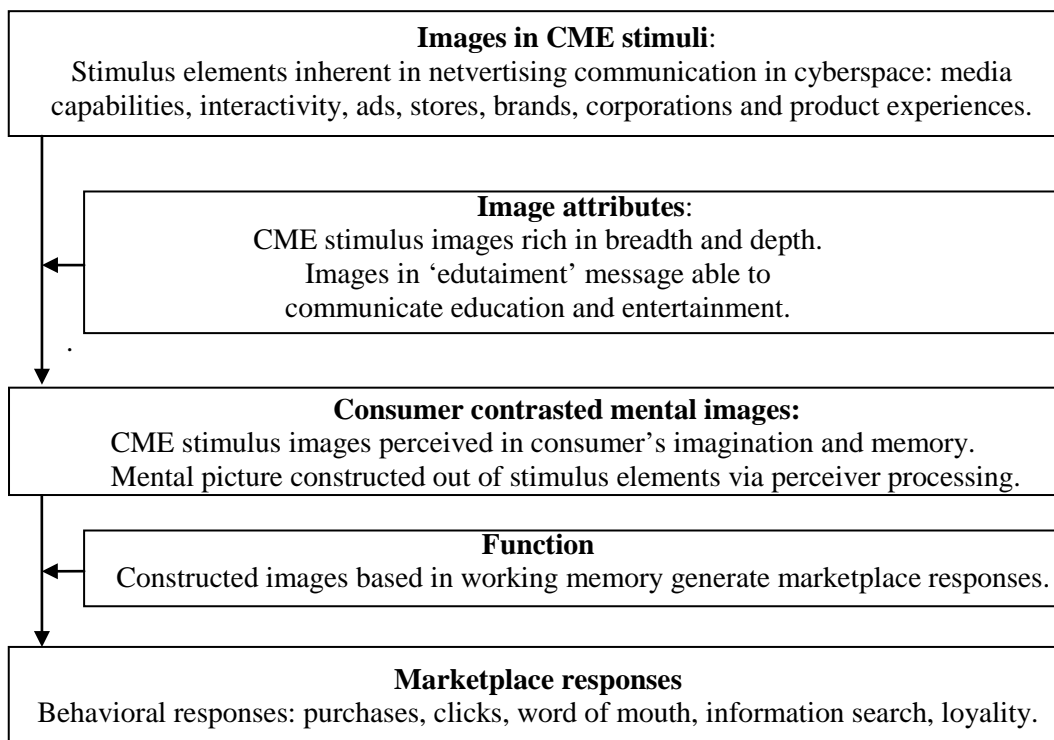 Images in CME stimuli:
Stimulus elements inherent in netvertising communication in cyberspace: media
capabilities, interactivity, ads, stores, brands, corporations and product experiences.
Image attributes:
CME stimulus images rich in breadth and depth.
Images in ‘edutaiment’ message able to
communicate education and entertainment.
.
Consumer contrasted mental images:
CME stimulus images perceived in consumer’s imagination and memory.
Mental picture constructed out of stimulus elements via perceiver processing.
Function
Constructed images based in working memory generate marketplace responses.
Marketplace responses
Behavioral responses: purchases, clicks, word of mouth, information search, loyality.